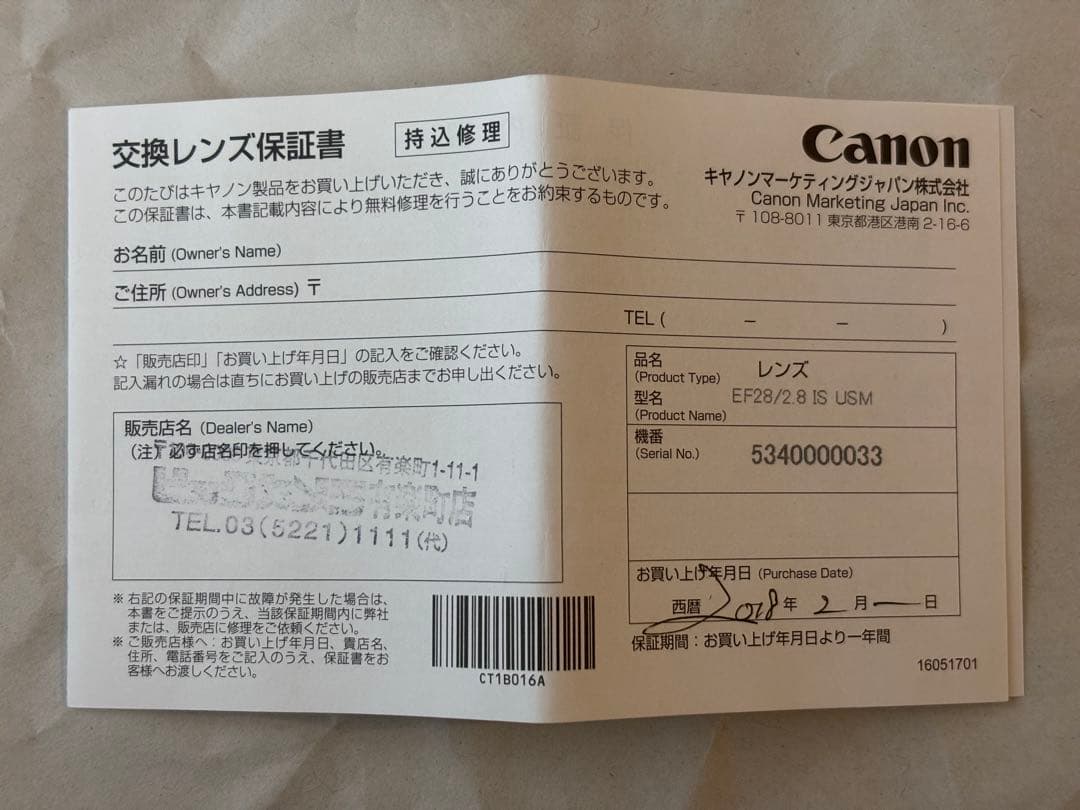 交換レンズ保証書
持込修理
このたびはキヤノン製品をお買い上げいただき、誠にありがとうございます。
この保証書は、本書記載内容により無料修理を行うことをお約束するものです。
Canon
キヤノンマーケティングジャパン株式会社
Canon Marketing Japan Inc.
〒108-8011 東京都港区港南 2-16-6
お名前 (Owner's Name)
ご住所 (Owner's Address) 〒
TEL ( － － )
☆「販売店印」「お買い上げ年月日」の記入をご確認ください。
記入漏れの場合は直ちにお買い上げの販売店までお申し出ください。
販売店名 (Dealer's Name)
(注) 必ず店名印を押してください。
東京都千代田区有楽町1-11-1
有楽町店
TEL.03(5221)1111(代)
※ 右記の保証期間中に故障が発生した場合は、
本書をご提示のうえ、当該保証期間内に弊社
または、販売店に修理をご依頼ください。
※ ご販売店様へ：お買い上げ年月日、貴店名、
住所、電話番号をご記入のうえ、保証書をお
客様へお渡しください。
CT1B016A
品名
(Product Type)
レンズ
型名
(Product Name)
EF28/2.8 IS USM
機番
(Serial No.)
5340000033
お買い上げ年月日 (Purchase Date)
西暦 2018年 2月 一日
保証期間：お買い上げ年月日より一年間
16051701